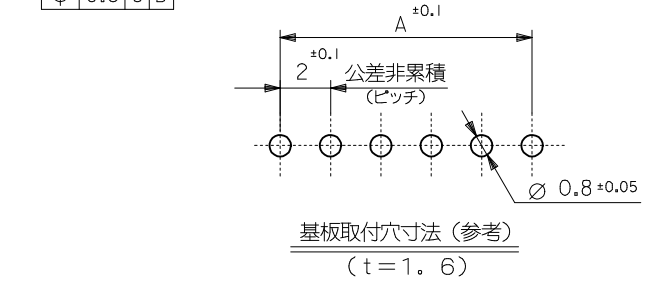 A ±0.1
2 ±0.1 公差非累積
(ピッチ)
⌀ 0.8 ±0.05
基板取付穴寸法（参考）
(t=1.6)